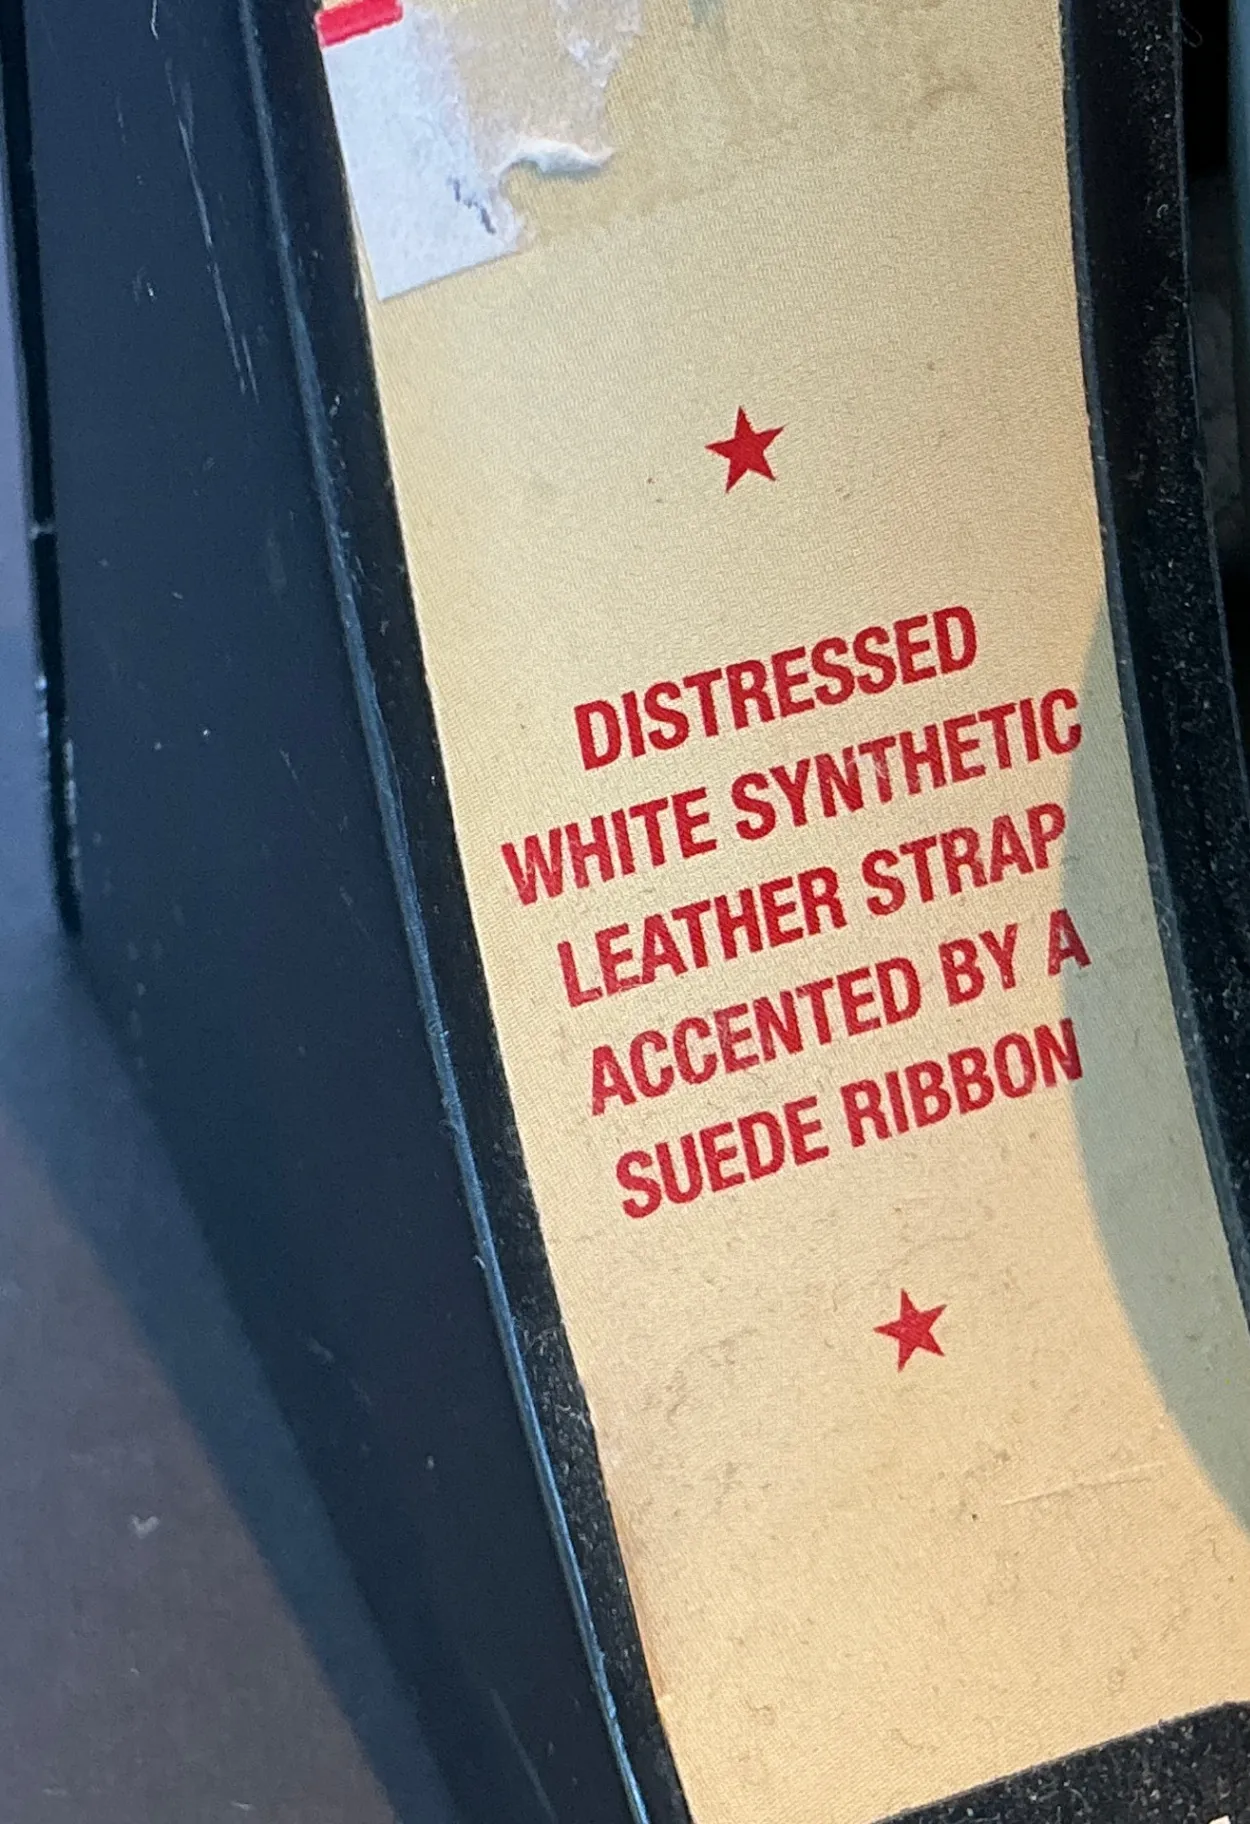 DISTRESSED
WHITE SYNTHETIC
LEATHER STRAP
ACCENTED BY A
SUEDE RIBBON